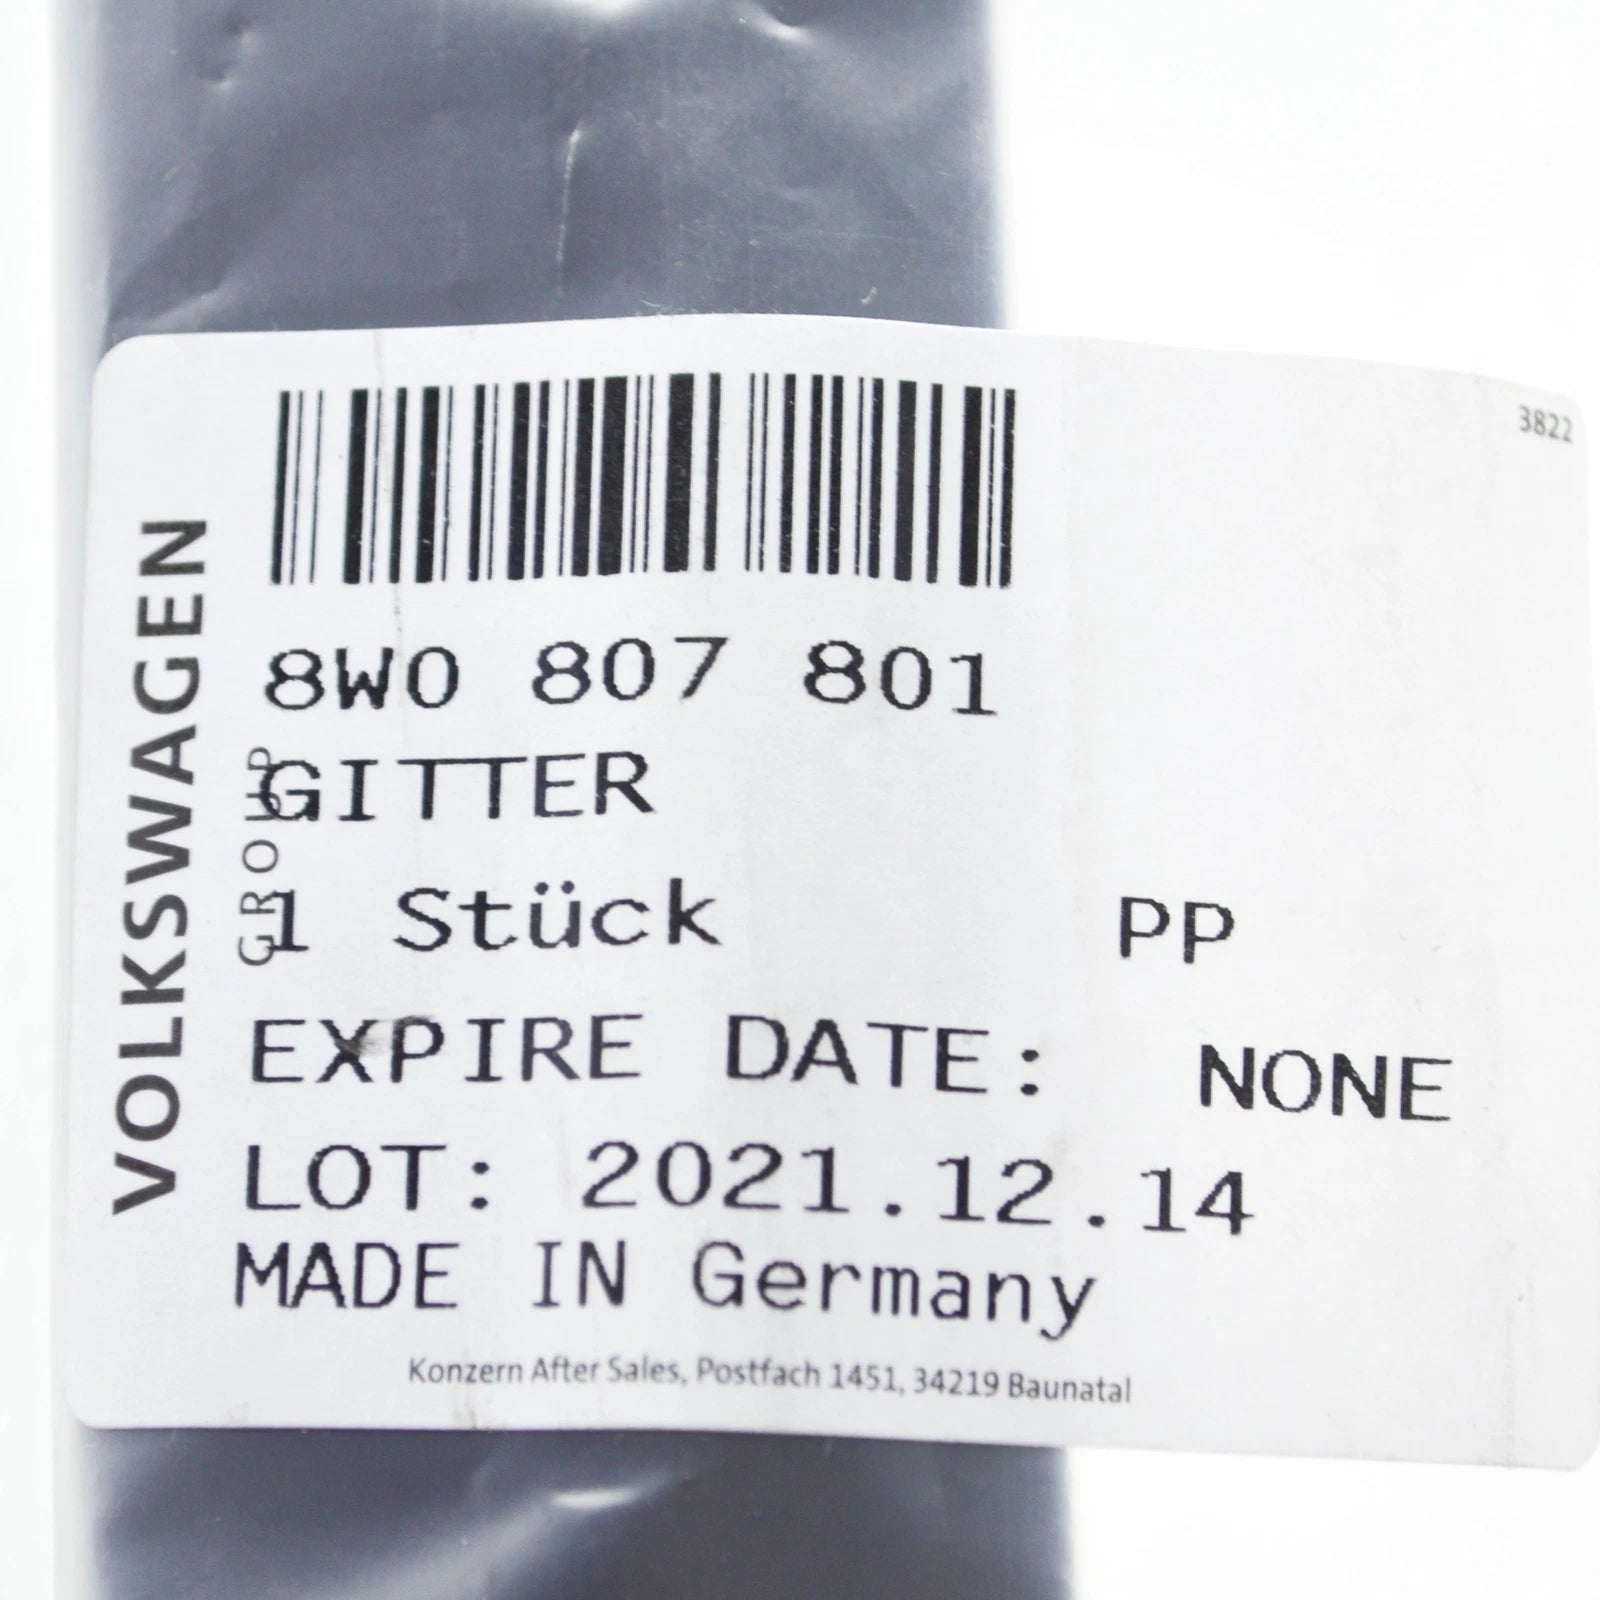 3822
VOLKSWAGEN
GROUP
8W0 807 801
GITTER
1 Stück PP
EXPIRE DATE: NONE
LOT: 2021.12.14
MADE IN Germany
Konzern After Sales, Postfach 1451, 34219 Baunatal